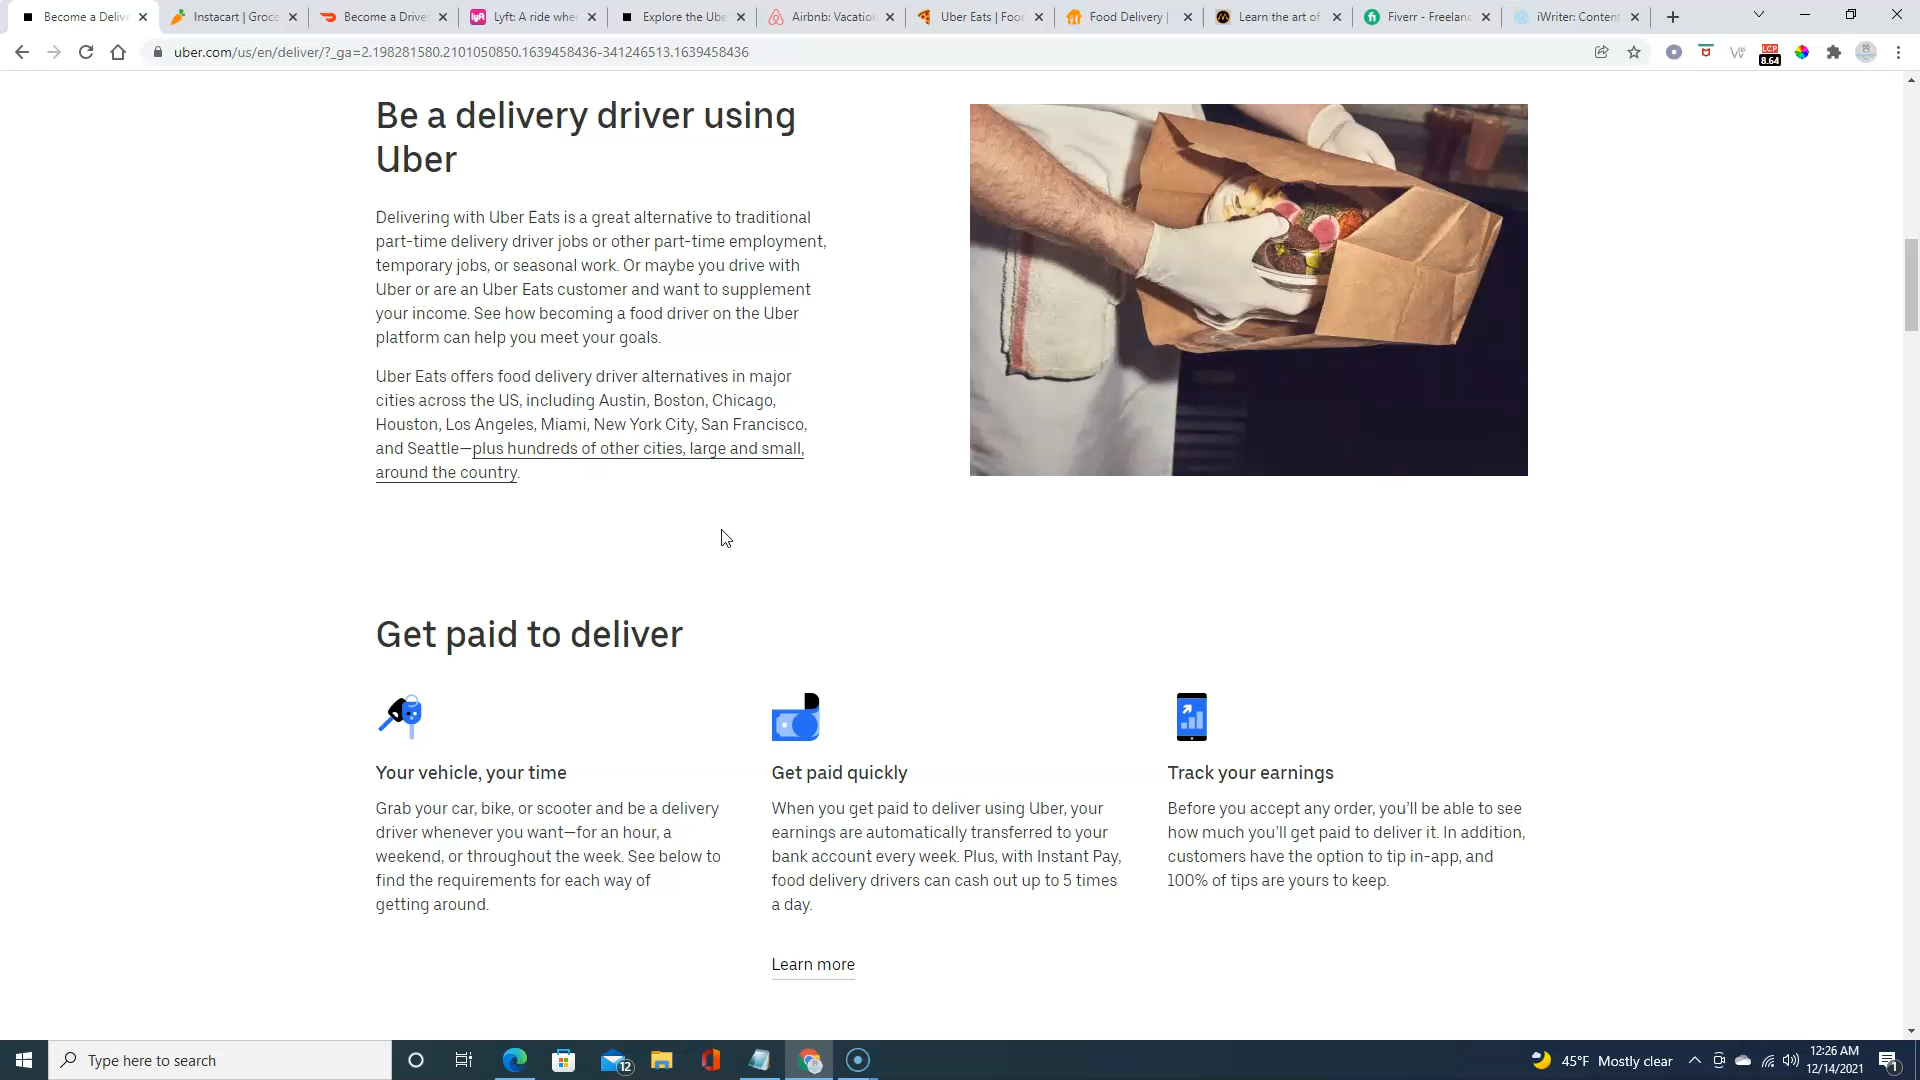 Become a Delive
Instacart | Groce
Become a Drive
Lyft: A ride whe
Explore the Ube
Airbnb: Vacatio
Uber Eats | Foo
Food Delivery |
Learn the art of
Fiverr - Freelanc
iWriter: Content
uber.com/us/en/deliver/?_ga=2.198281580.2101050850.1639458436-341246513.1639458436
LCP
8.64
Be a delivery driver using
Uber
Delivering with Uber Eats is a great alternative to traditional
part-time delivery driver jobs or other part-time employment,
temporary jobs, or seasonal work. Or maybe you drive with
Uber or are an Uber Eats customer and want to supplement
your income. See how becoming a food driver on the Uber
platform can help you meet your goals.
Uber Eats offers food delivery driver alternatives in major
cities across the US, including Austin, Boston, Chicago,
Houston, Los Angeles, Miami, New York City, San Francisco,
and Seattle—plus hundreds of other cities, large and small,
around the country.
Get paid to deliver
Your vehicle, your time
Grab your car, bike, or scooter and be a delivery
driver whenever you want—for an hour, a
weekend, or throughout the week. See below to
find the requirements for each way of
getting around.
Get paid quickly
When you get paid to deliver using Uber, your
earnings are automatically transferred to your
bank account every week. Plus, with Instant Pay,
food delivery drivers can cash out up to 5 times
a day.
Learn more
Track your earnings
Before you accept any order, you'll be able to see
how much you'll get paid to deliver it. In addition,
customers have the option to tip in-app, and
100% of tips are yours to keep.
Type here to search
12
45°F Mostly clear
12:26 AM
12/14/2021
1